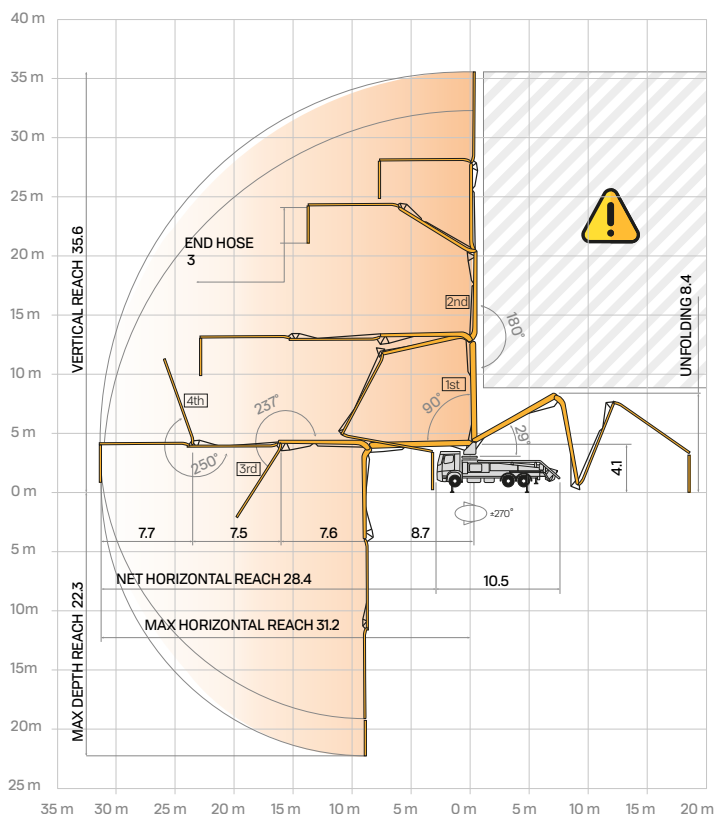 40 m
35 m
30 m
25 m
20 m
15 m
10 m
5 m
0 m
5 m
10m
15m
20m
25 m
35 m
30 m
25 m
20 m
15 m
10 m
5 m
0 m
5 m
10 m
15 m
20 m
VERTICAL REACH 35.6
MAX DEPTH REACH 22.3
END HOSE
3
2nd
180°
UNFOLDING 8.4
1st
90°
4th
237°
250°
3rd
29°
4.1
±270°
7.7
7.5
7.6
8.7
NET HORIZONTAL REACH 28.4
10.5
MAX HORIZONTAL REACH 31.2